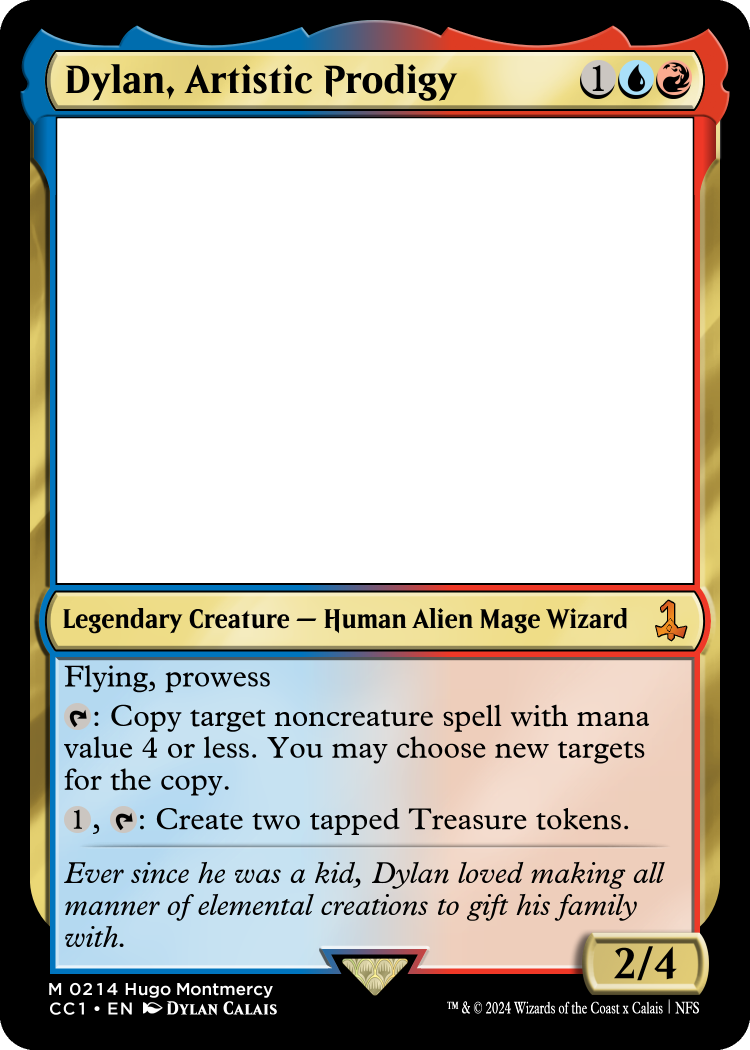 Dylan, Artistic Prodigy 1
Legendary Creature — Human Alien Mage Wizard
Flying, prowess
: Copy target noncreature spell with mana
value 4 or less. You may choose new targets
for the copy.
1, : Create two tapped Treasure tokens.
Ever since he was a kid, Dylan loved making all
manner of elemental creations to gift his family
with.
2/4
M 0214 Hugo Montmercy
CC1 • EN Dylan Calais
™ & © 2024 Wizards of the Coast x Calais | NFS